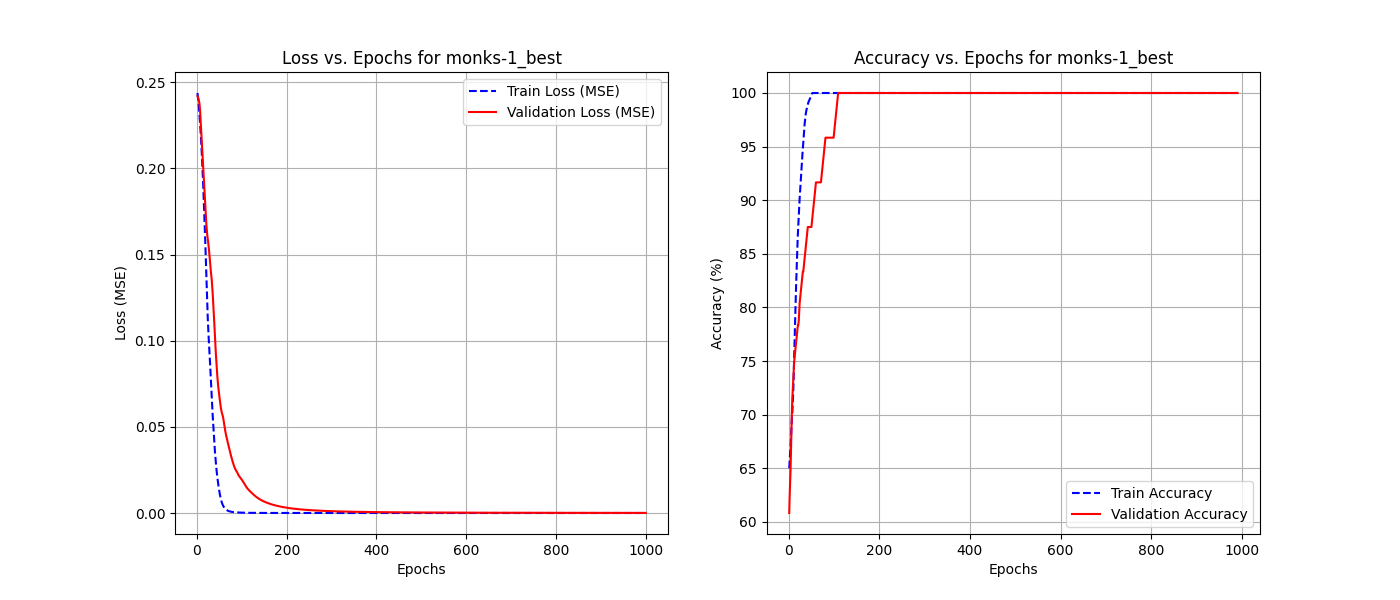 Loss vs. Epochs for monks-1_best
0.25
0.20
0.15
0.10
0.05
0.00
Loss (MSE)
Train Loss (MSE)
Validation Loss (MSE)
0 200 400 600 800 1000
Epochs
Accuracy vs. Epochs for monks-1_best
100
95
90
85
80
75
70
65
60
Accuracy (%)
Train Accuracy
Validation Accuracy
0 200 400 600 800 1000
Epochs